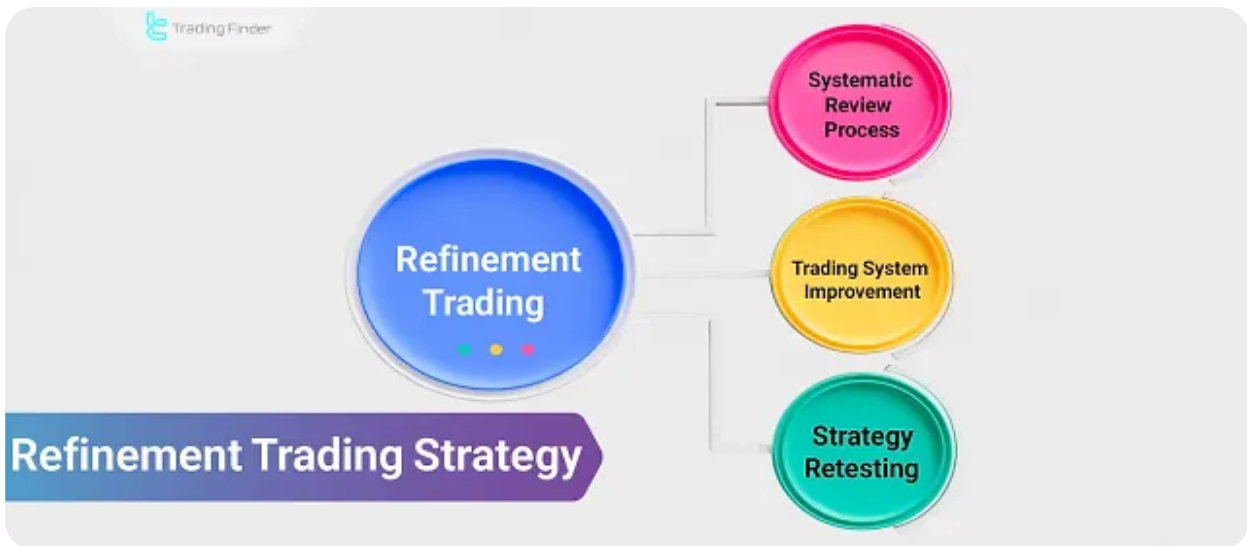 Trading Finder
Systematic
Review
Process
Refinement
Trading
Trading System
Improvement
Strategy
Retesting
Refinement Trading Strategy